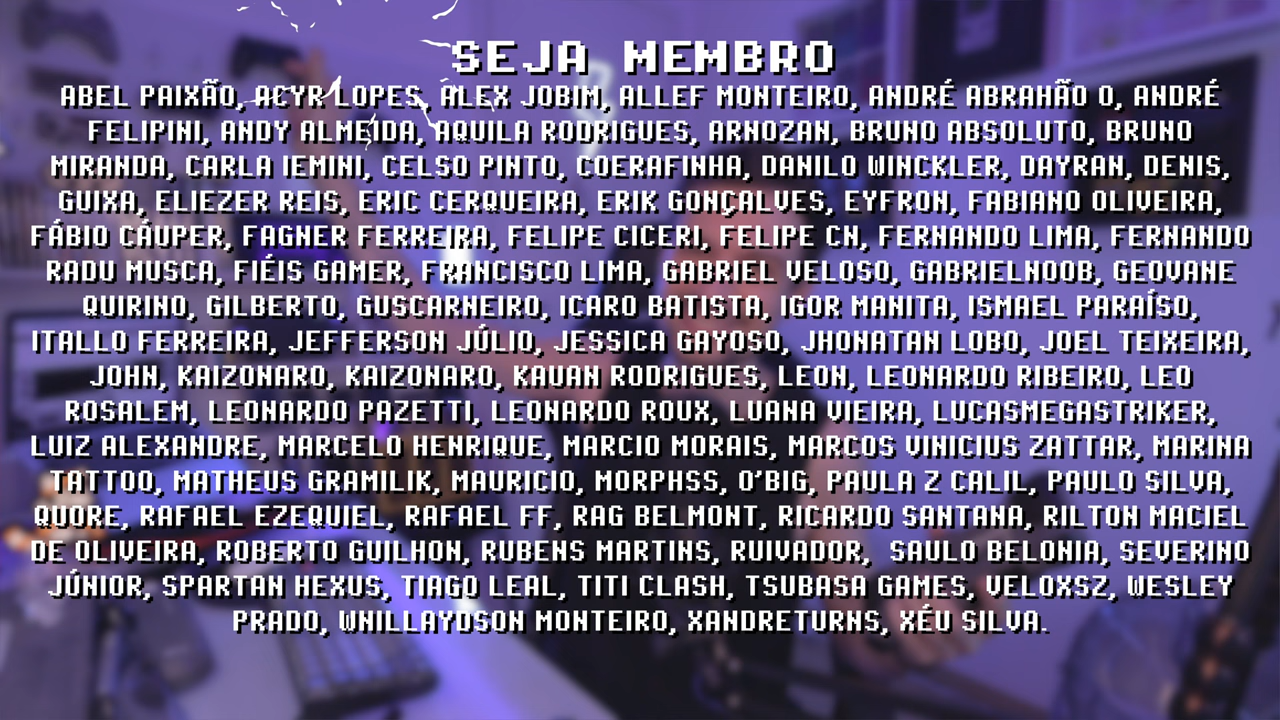 SEJA MEMBRO
ABEL PAIXÃO, ACYR LOPES, ÁLEX JOBIM, ALLEF MONTEIRO, ANDRÉ ABRAHÃO O, ANDRÉ
FELIPINI, ANDY ALMEIDA, AQUILA RODRIGUES, ARNOZAN, BRUNO ABSOLUTO, BRUNO
MIRANDA, CARLA IEMINI, CELSO PINTO, COERAFINHA, DANILO WINCKLER, DAYRAN, DENIS,
GUIXA, ELIEZER REIS, ERIC CERQUEIRA, ERIK GONÇALVES, EYFRON, FABIANO OLIVEIRA,
FÁBIO CÁUPER, FAGNER FERREIRA, FELIPE CICERI, FELIPE CN, FERNANDO LIMA, FERNANDO
RADU MUSCA, FIÉIS GAMER, FRANCISCO LIMA, GABRIEL VELOSO, GABRIELNOOB, GEOVANE
QUIRINO, GILBERTO, GUSCARNEIRO, ICARO BATISTA, IGOR MANITA, ISMAEL PARAÍSO,
ITALLO FERREIRA, JEFFERSON JÚLIO, JESSICA GAYOSO, JHONATAN LOBO, JOEL TEIXEIRA,
JOHN, KAIZONARO, KAIZONARO, KAUAN RODRIGUES, LEON, LEONARDO RIBEIRO, LEO
ROSALEM, LEONARDO PAZETTI, LEONARDO ROUX, LUANA VIEIRA, LUCASMEGASTRIKER,
LUIZ ALEXANDRE, MARCELO HENRIQUE, MARCIO MORAIS, MARCOS VINICIUS ZATTAR, MARINA
TATTOO, MATHEUS GRAMILIK, MAURICIO, MORPHSS, O'BIG, PAULA Z CALIL, PAULO SILVA,
QUORE, RAFAEL EZEQUIEL, RAFAEL FF, RAG BELMONT, RICARDO SANTANA, RILTON MACIEL
DE OLIVEIRA, ROBERTO GUILHON, RUBENS MARTINS, RUIVADOR, SAULO BELONIA, SEVERINO
JÚNIOR, SPARTAN HEXUS, TIAGO LEAL, TITI CLASH, TSUBASA GAMES, VELOXSZ, WESLEY
PRADO, WNILLAYDSON MONTEIRO, XANDRETURNS, XÉU SILVA.